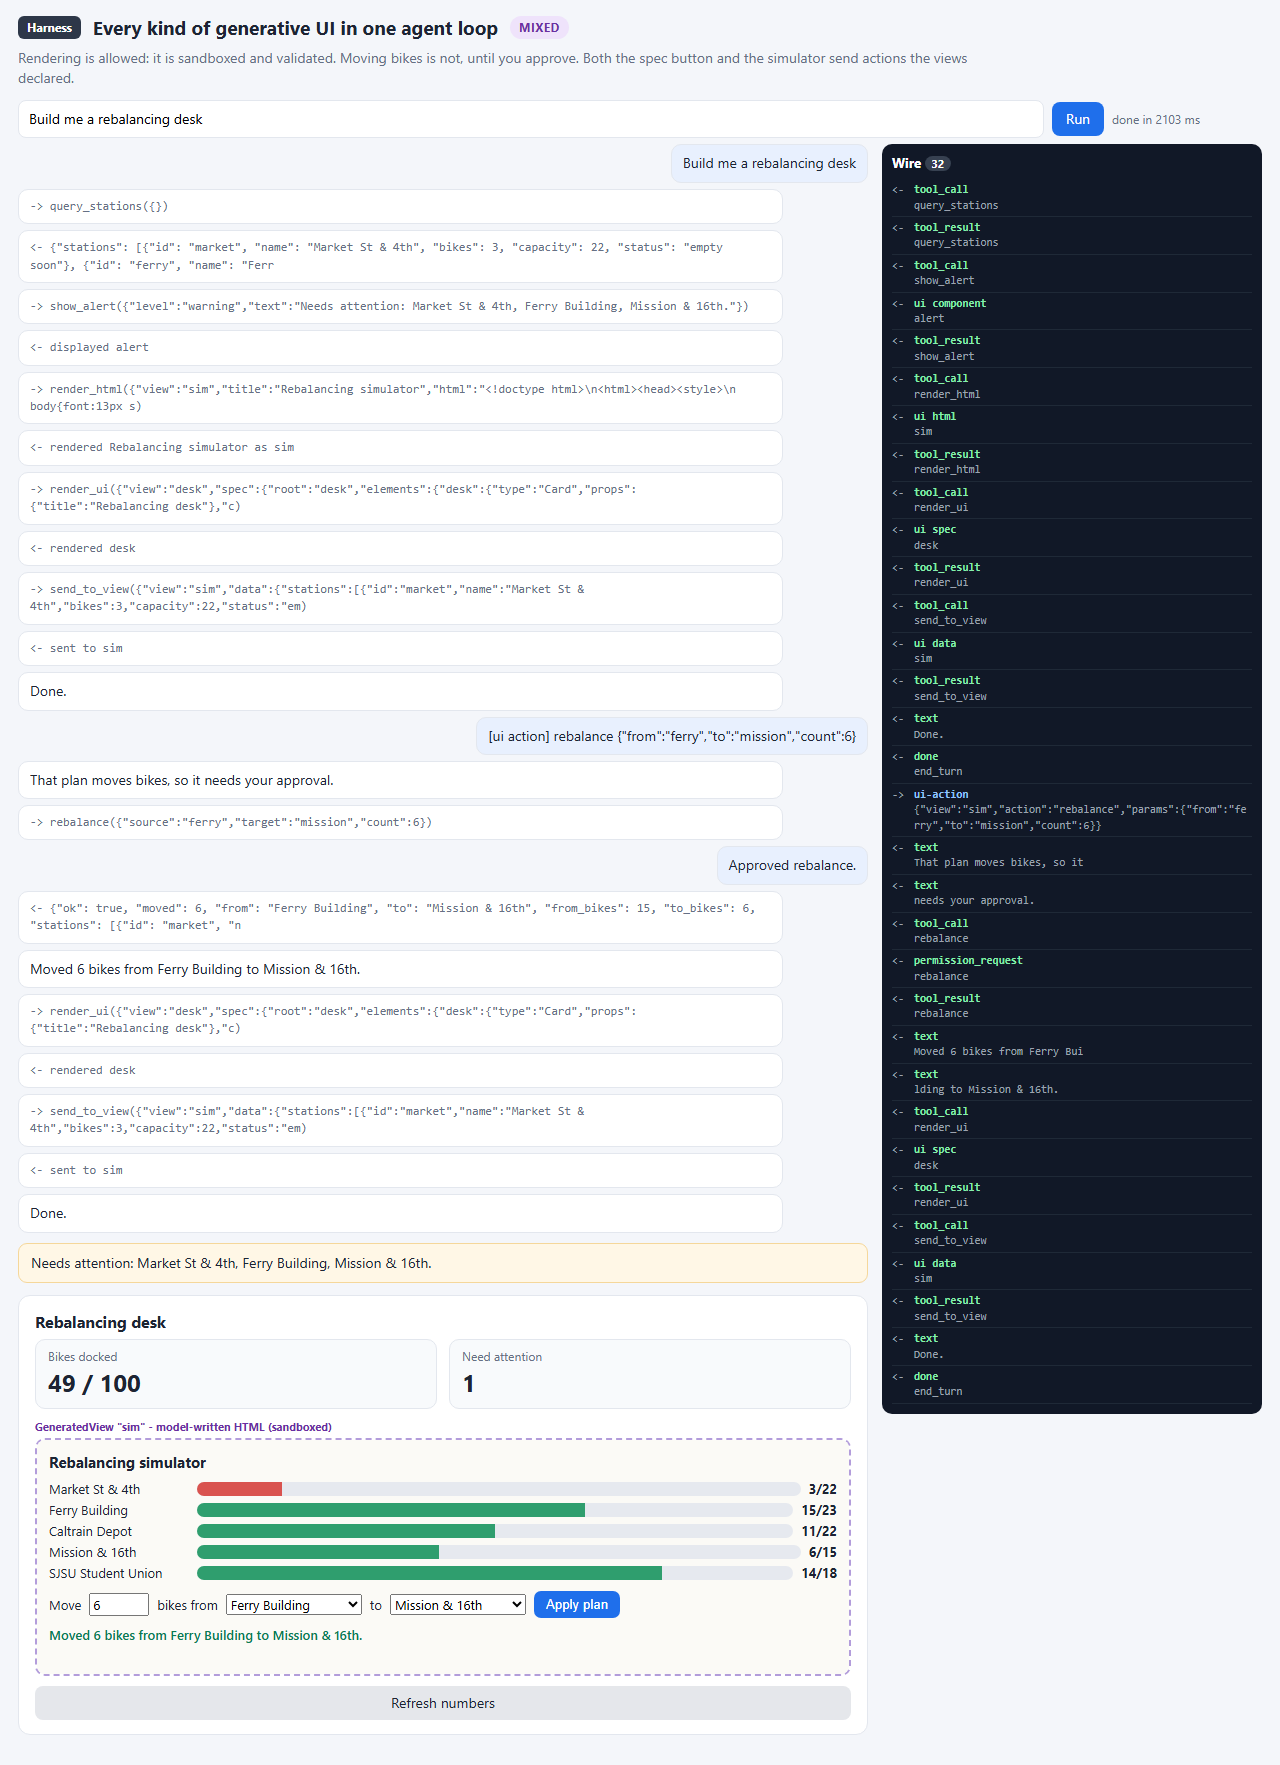 Harness Every kind of generative UI in one agent loop MIXED
Rendering is allowed: it is sandboxed and validated. Moving bikes is not, until you approve. Both the spec button and the simulator send actions the views
declared.
Build me a rebalancing desk
Run
done in 2103 ms
Build me a rebalancing desk
-> query_stations({})
<- {"stations": [{"id": "market", "name": "Market St & 4th", "bikes": 3, "capacity": 22, "status": "empty
soon"}, {"id": "ferry", "name": "Ferr
-> show_alert({"level":"warning","text":"Needs attention: Market St & 4th, Ferry Building, Mission & 16th."})
<- displayed alert
-> render_html({"view":"sim","title":"Rebalancing simulator","html":"<!doctype html>\n<html><head><style>\n
body{font:13px s)
<- rendered Rebalancing simulator as sim
-> render_ui({"view":"desk","spec":{"root":"desk","elements":{"desk":{"type":"Card","props":
{"title":"Rebalancing desk"},"c)
<- rendered desk
-> send_to_view({"view":"sim","data":{"stations":[{"id":"market","name":"Market St &
4th","bikes":3,"capacity":22,"status":"em)
<- sent to sim
Done.
[ui action] rebalance {"from":"ferry","to":"mission","count":6}
That plan moves bikes, so it needs your approval.
-> rebalance({"source":"ferry","target":"mission","count":6})
Approved rebalance.
<- {"ok": true, "moved": 6, "from": "Ferry Building", "to": "Mission & 16th", "from_bikes": 15, "to_bikes": 6,
"stations": [{"id": "market", "n
Moved 6 bikes from Ferry Building to Mission & 16th.
-> render_ui({"view":"desk","spec":{"root":"desk","elements":{"desk":{"type":"Card","props":
{"title":"Rebalancing desk"},"c)
<- rendered desk
-> send_to_view({"view":"sim","data":{"stations":[{"id":"market","name":"Market St &
4th","bikes":3,"capacity":22,"status":"em)
<- sent to sim
Done.
Needs attention: Market St & 4th, Ferry Building, Mission & 16th.
Rebalancing desk
Bikes docked
49 / 100
Need attention
1
GeneratedView "sim" - model-written HTML (sandboxed)
Rebalancing simulator
Market St & 4th 3/22
Ferry Building 15/23
Caltrain Depot 11/22
Mission & 16th 6/15
SJSU Student Union 14/18
Move 6 bikes from Ferry Building to Mission & 16th Apply plan
Moved 6 bikes from Ferry Building to Mission & 16th.
Refresh numbers
Wire 32
<- tool_call
query_stations
<- tool_result
query_stations
<- tool_call
show_alert
<- ui component
alert
<- tool_result
show_alert
<- tool_call
render_html
<- ui html
sim
<- tool_result
render_html
<- tool_call
render_ui
<- ui spec
desk
<- tool_result
render_ui
<- tool_call
send_to_view
<- ui data
sim
<- tool_result
send_to_view
<- text
Done.
<- done
end_turn
-> ui-action
{"view":"sim","action":"rebalance","params":{"from":"fe
rry","to":"mission","count":6}}
<- text
That plan moves bikes, so it
<- text
needs your approval.
<- tool_call
rebalance
<- permission_request
rebalance
<- tool_result
rebalance
<- text
Moved 6 bikes from Ferry Bui
<- text
lding to Mission & 16th.
<- tool_call
render_ui
<- ui spec
desk
<- tool_result
render_ui
<- tool_call
send_to_view
<- ui data
sim
<- tool_result
send_to_view
<- text
Done.
<- done
end_turn